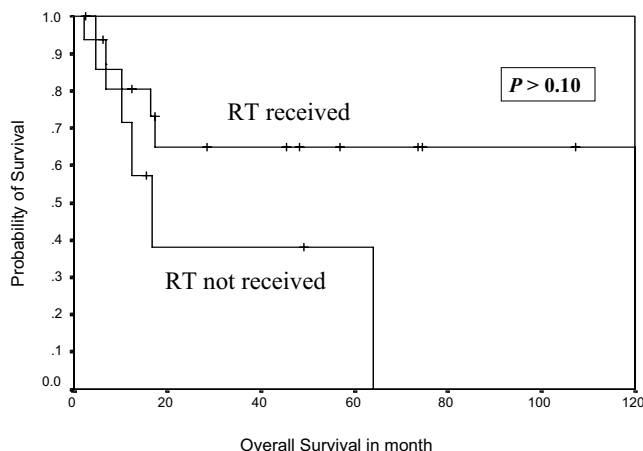 1.0
.9
.8
.7
.6
.5
.4
.3
.2
.1
0.0
Probability of Survival
P > 0.10
RT received
RT not received
0 20 40 60 80 100 120
Overall Survival in month